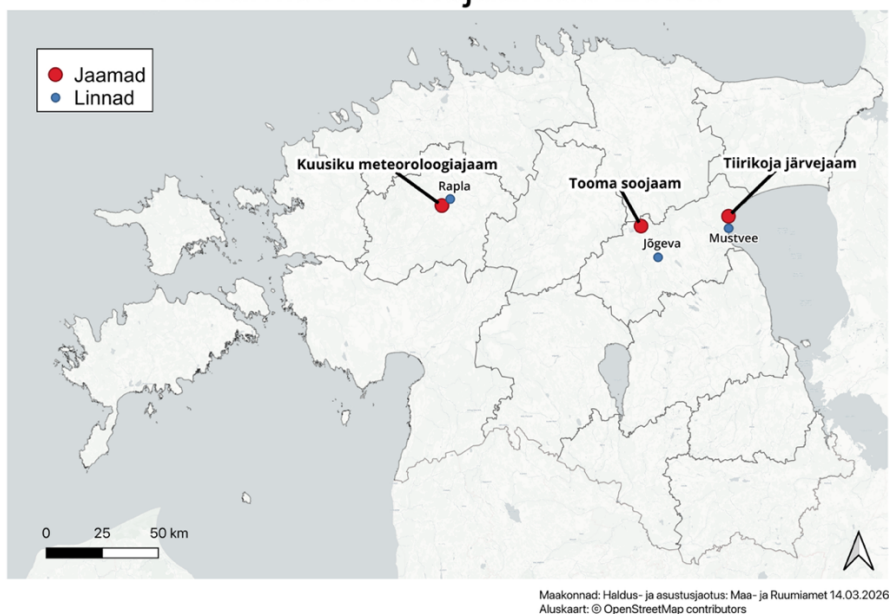 Jaamad
Linnad
Kuusiku meteoroloogiajaam
Rapla
Tooma soojaam
Jõgeva
Tiirikoja järvejaam
Mustvee
0 25 50 km
Maakonnad: Haldus- ja asustusjaotus: Maa- ja Ruumiamet 14.03.2026
Aluskaart: © OpenStreetMap contributors